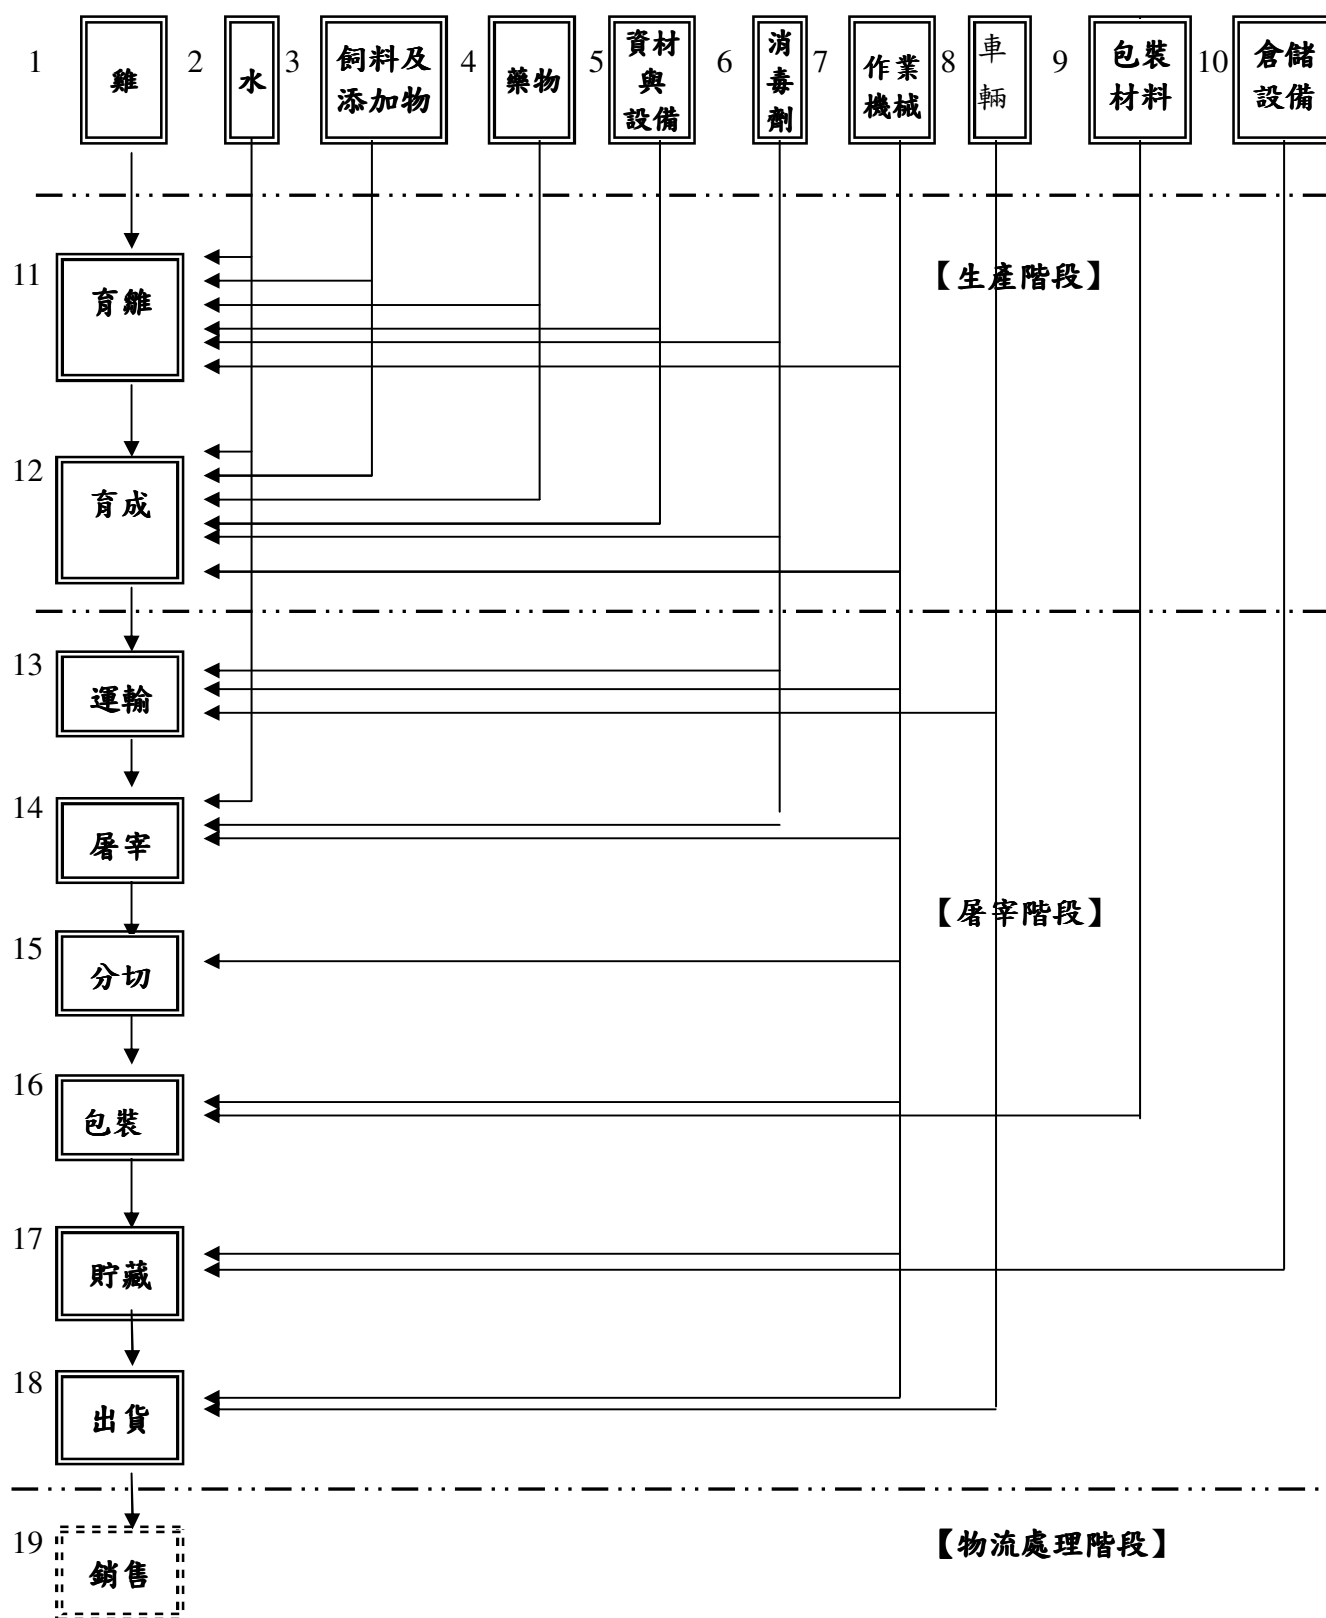 1
雞
2
水
3
飼料及
添加物
4
藥物
5
資材
與
設備
6
消
毒
劑
7
作業
機械
8
車
輛
9
包裝
材料
10
倉儲
設備
11
育雛
【生產階段】
12
育成
13
運輸
14
屠宰
【屠宰階段】
15
分切
16
包裝
17
貯藏
18
出貨
19
銷售
【物流處理階段】